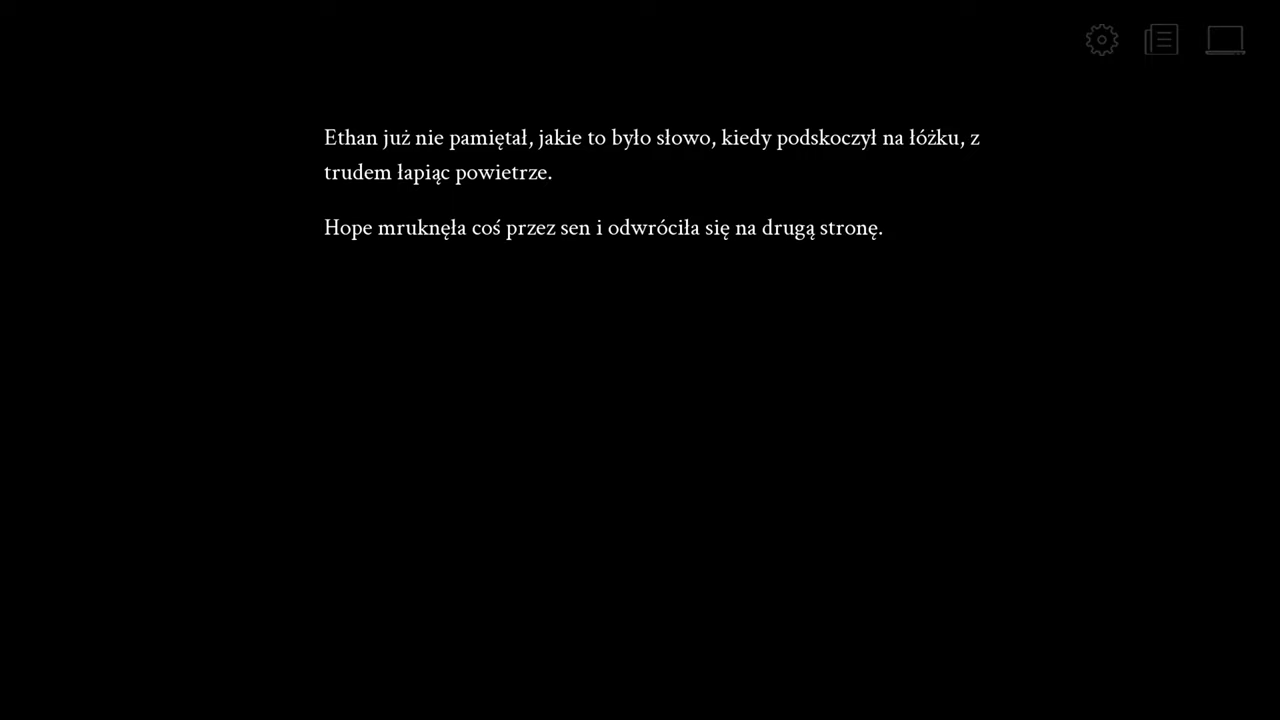 Ethan już nie pamiętał, jakie to było słowo, kiedy podskoczył na łóżku, z
trudem łapiąc powietrze.
Hope mruknęła coś przez sen i odwróciła się na drugą stronę.